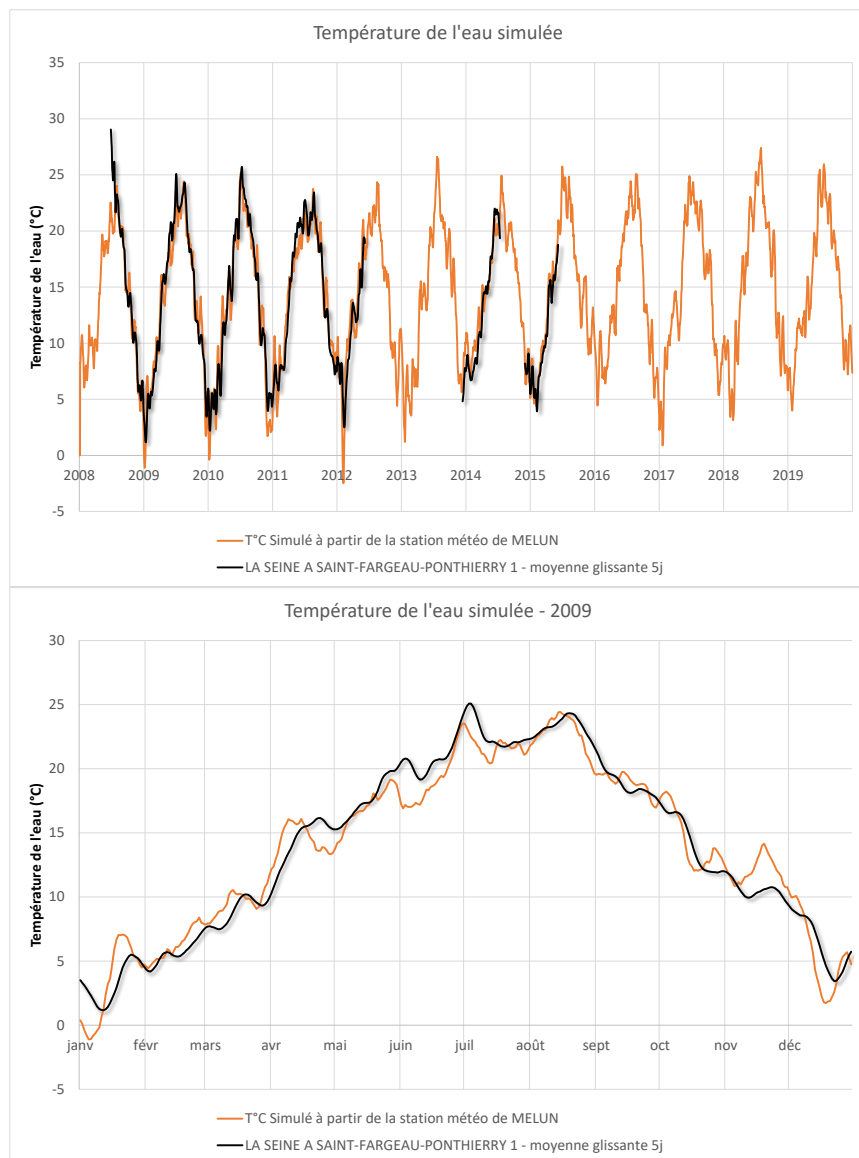 Température de l'eau simulée
Température de l'eau (°C)
35
30
25
20
15
10
5
0
-5
2008 2009 2010 2011 2012 2013 2014 2015 2016 2017 2018 2019
T°C Simulé à partir de la station météo de MELUN
LA SEINE A SAINT-FARGEAU-PONTHIERRY 1 - moyenne glissante 5j
Température de l'eau simulée - 2009
Température de l'eau (°C)
30
25
20
15
10
5
0
-5
janv févr mars avr mai juin juil août sept oct nov déc
T°C Simulé à partir de la station météo de MELUN
LA SEINE A SAINT-FARGEAU-PONTHIERRY 1 - moyenne glissante 5j